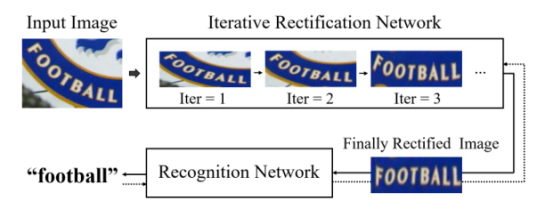 Input Image
Iterative Rectification Network
FOOTBALL
FOOTBALL
FOOTBALL
FOOTBALL
...
Iter = 1
Iter = 2
Iter = 3
Finally Rectified Image
"football"
Recognition Network
FOOTBALL